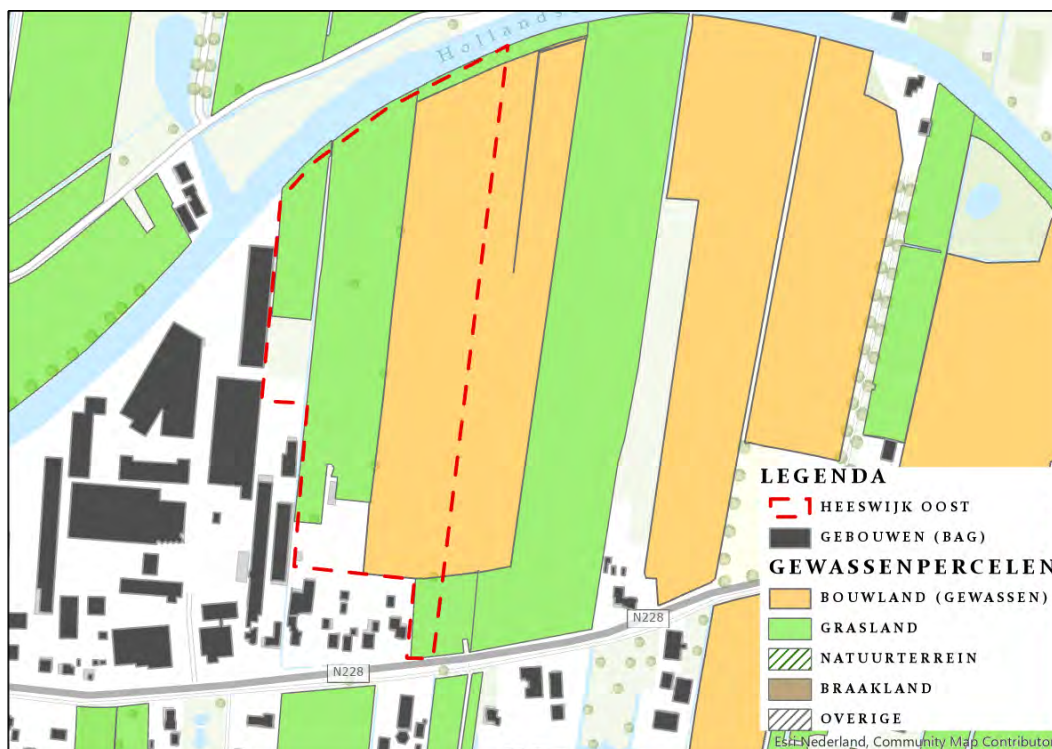 Hollands
N228
N228
LEGENDA
HEESWIJK OOST
GEBOUWEN (BAG)
GEWASSENPERCELEN
BOUWLAND (GEWASSEN)
GRASLAND
NATUURTERREIN
BRAAKLAND
OVERIGE
Esri Nederland, Community Map Contributo